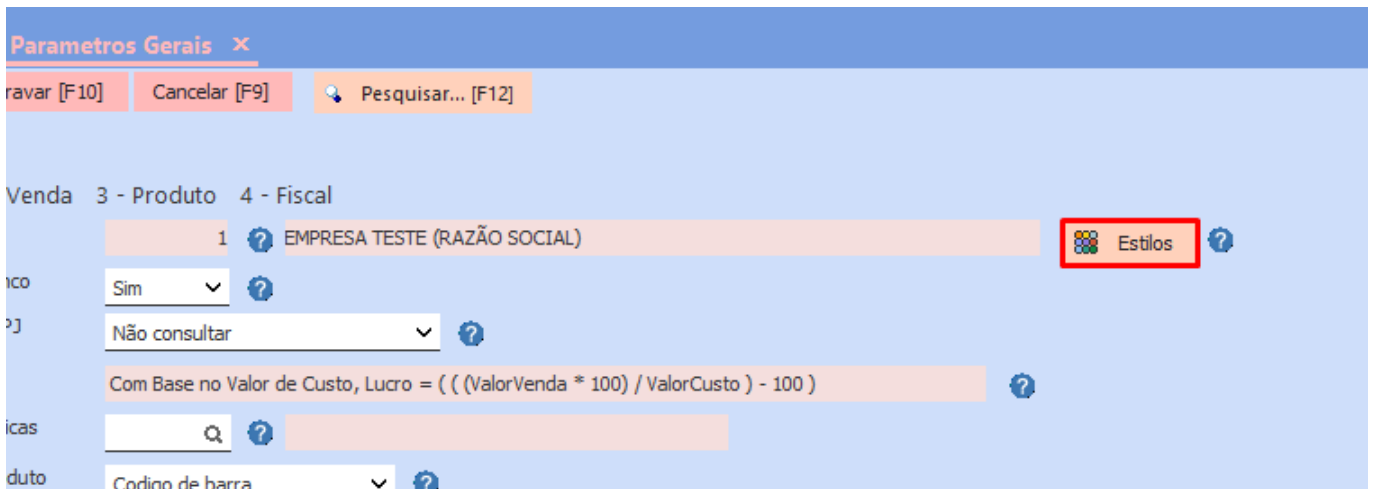 Parametros Gerais ×
ravar [F10] Cancelar [F9] Pesquisar... [F12]
Venda 3 - Produto 4 - Fiscal
1 ? EMPRESA TESTE (RAZÃO SOCIAL) Estilos ?
nco Sim ?
PJ Não consultar ?
Com Base no Valor de Custo, Lucro = ( ( (ValorVenda * 100) / ValorCusto ) - 100 ) ?
icas ?
duto Codigo de barra ?